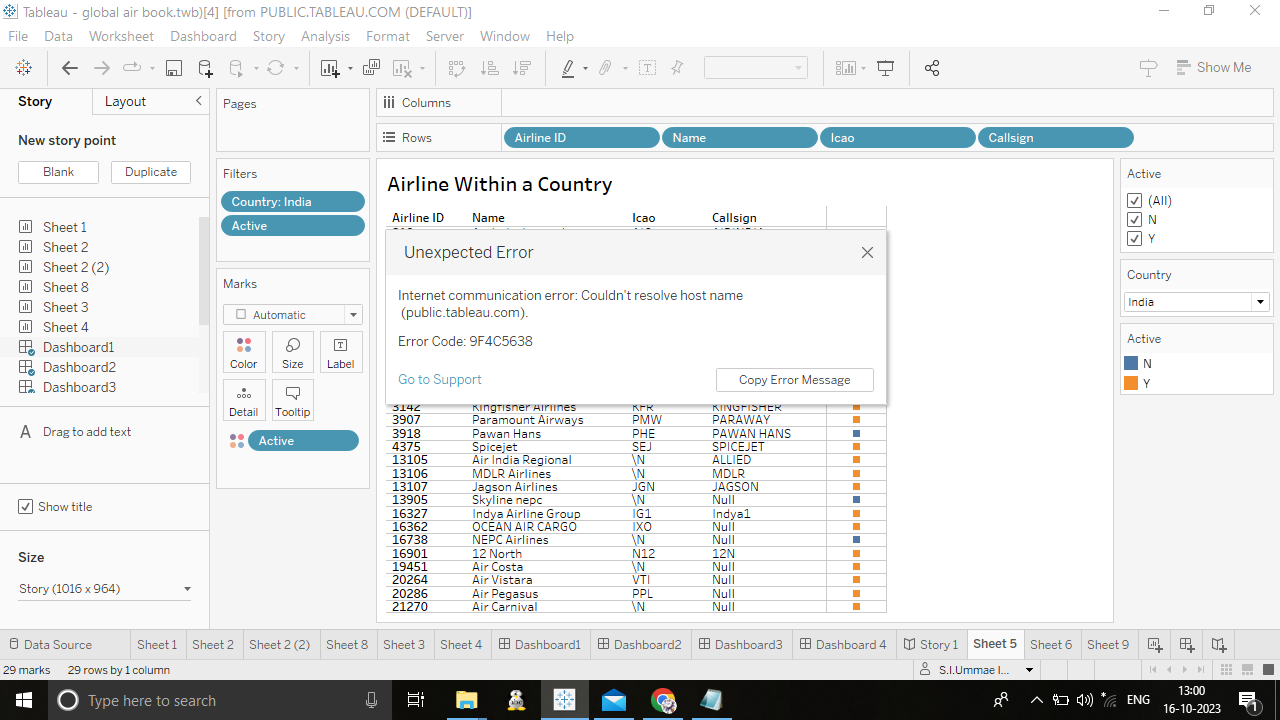 Tableau - global air book.twb)[4] [from PUBLIC.TABLEAU.COM (DEFAULT)]
File Data Worksheet Dashboard Story Analysis Format Server Window Help
Show Me
Story Layout
New story point
Blank Duplicate
Sheet 1
Sheet 2
Sheet 2 (2)
Sheet 8
Sheet 3
Sheet 4
Dashboard1
Dashboard2
Dashboard3
A Drag to add text
Show title
Size
Story (1016 x 964)
Pages
Filters
Country: India
Active
Marks
Automatic
Color Size Label
Detail Tooltip
Active
Columns
Rows Airline ID Name Icao Callsign
Airline Within a Country
Airline ID Name Icao Callsign
Unexpected Error
Internet communication error: Couldn't resolve host name
(public.tableau.com).
Error Code: 9F4C5638
Go to Support Copy Error Message
3142 Kingfisher Airlines KFR KINGFISHER
3907 Paramount Airways PMW PARAWAY
3918 Pawan Hans PHE PAWAN HANS
4375 Spicejet SEJ SPICEJET
13105 Air India Regional \N ALLIED
13106 MDLR Airlines \N MDLR
13107 Jagson Airlines JGN JAGSON
13905 Skyline nepc \N Null
16327 Indya Airline Group IG1 Indya1
16362 OCEAN AIR CARGO IXO Null
16738 NEPC Airlines \N Null
16901 12 North N12 12N
19451 Air Costa \N Null
20264 Air Vistara VTI Null
20286 Air Pegasus PPL Null
21270 Air Carnival \N Null
Active
(All)
N
Y
Country
India
Active
N
Y
Data Source Sheet 1 Sheet 2 Sheet 2 (2) Sheet 8 Sheet 3 Sheet 4 Dashboard1 Dashboard2 Dashboard3 Dashboard 4 Story 1 Sheet 5 Sheet 6 Sheet 9
29 marks 29 rows by 1 column S.I.Ummae I...
Type here to search
ENG
13:00
16-10-2023
1